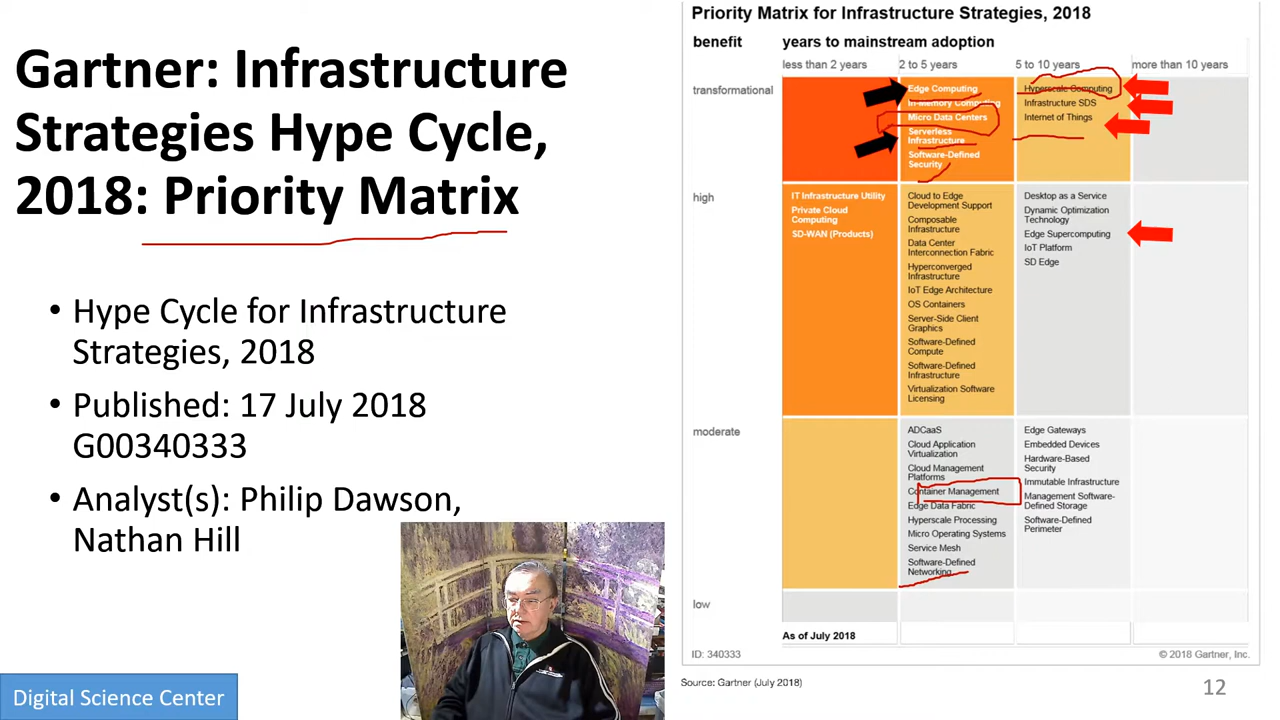 Gartner: Infrastructure
Strategies Hype Cycle,
2018: Priority Matrix
• Hype Cycle for Infrastructure
Strategies, 2018
• Published: 17 July 2018
G00340333
• Analyst(s): Philip Dawson,
Nathan Hill
Digital Science Center
Priority Matrix for Infrastructure Strategies, 2018
benefit
years to mainstream adoption
less than 2 years
2 to 5 years
5 to 10 years
more than 10 years
transformational
Edge Computing
In-Memory Computing
Micro Data Centers
Serverless
Infrastructure
Software-Defined
Security
Hyperscale Computing
Infrastructure SDS
Internet of Things
high
IT Infrastructure Utility
Private Cloud
Computing
SD-WAN (Products)
Cloud to Edge
Development Support
Composable
Infrastructure
Data Center
Interconnection Fabric
Hyperconverged
Infrastructure
IoT Edge Architecture
OS Containers
Server-Side Client
Graphics
Software-Defined
Compute
Software-Defined
Infrastructure
Virtualization Software
Licensing
Desktop as a Service
Dynamic Optimization
Technology
Edge Supercomputing
IoT Platform
SD Edge
moderate
ADCaaS
Cloud Application
Virtualization
Cloud Management
Platforms
Container Management
Edge Data Fabric
Hyperscale Processing
Micro Operating Systems
Service Mesh
Software-Defined
Networking
Edge Gateways
Embedded Devices
Hardware-Based
Security
Immutable Infrastructure
Management Software-
Defined Storage
Software-Defined
Perimeter
low
As of July 2018
ID: 340333
© 2018 Gartner, Inc.
Source: Gartner (July 2018)
12